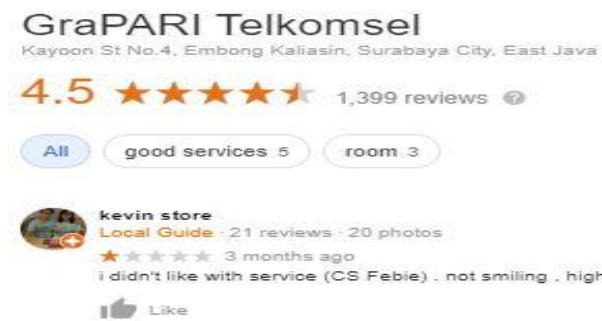 GraPARI Telkomsel
Kayoon St No.4, Embong Kaliasin, Surabaya City, East Java
4.5 1,399 reviews
All good services 5 room 3
kevin store
Local Guide · 21 reviews · 20 photos
3 months ago
i didn't like with service (CS Febie) . not smiling , high
Like